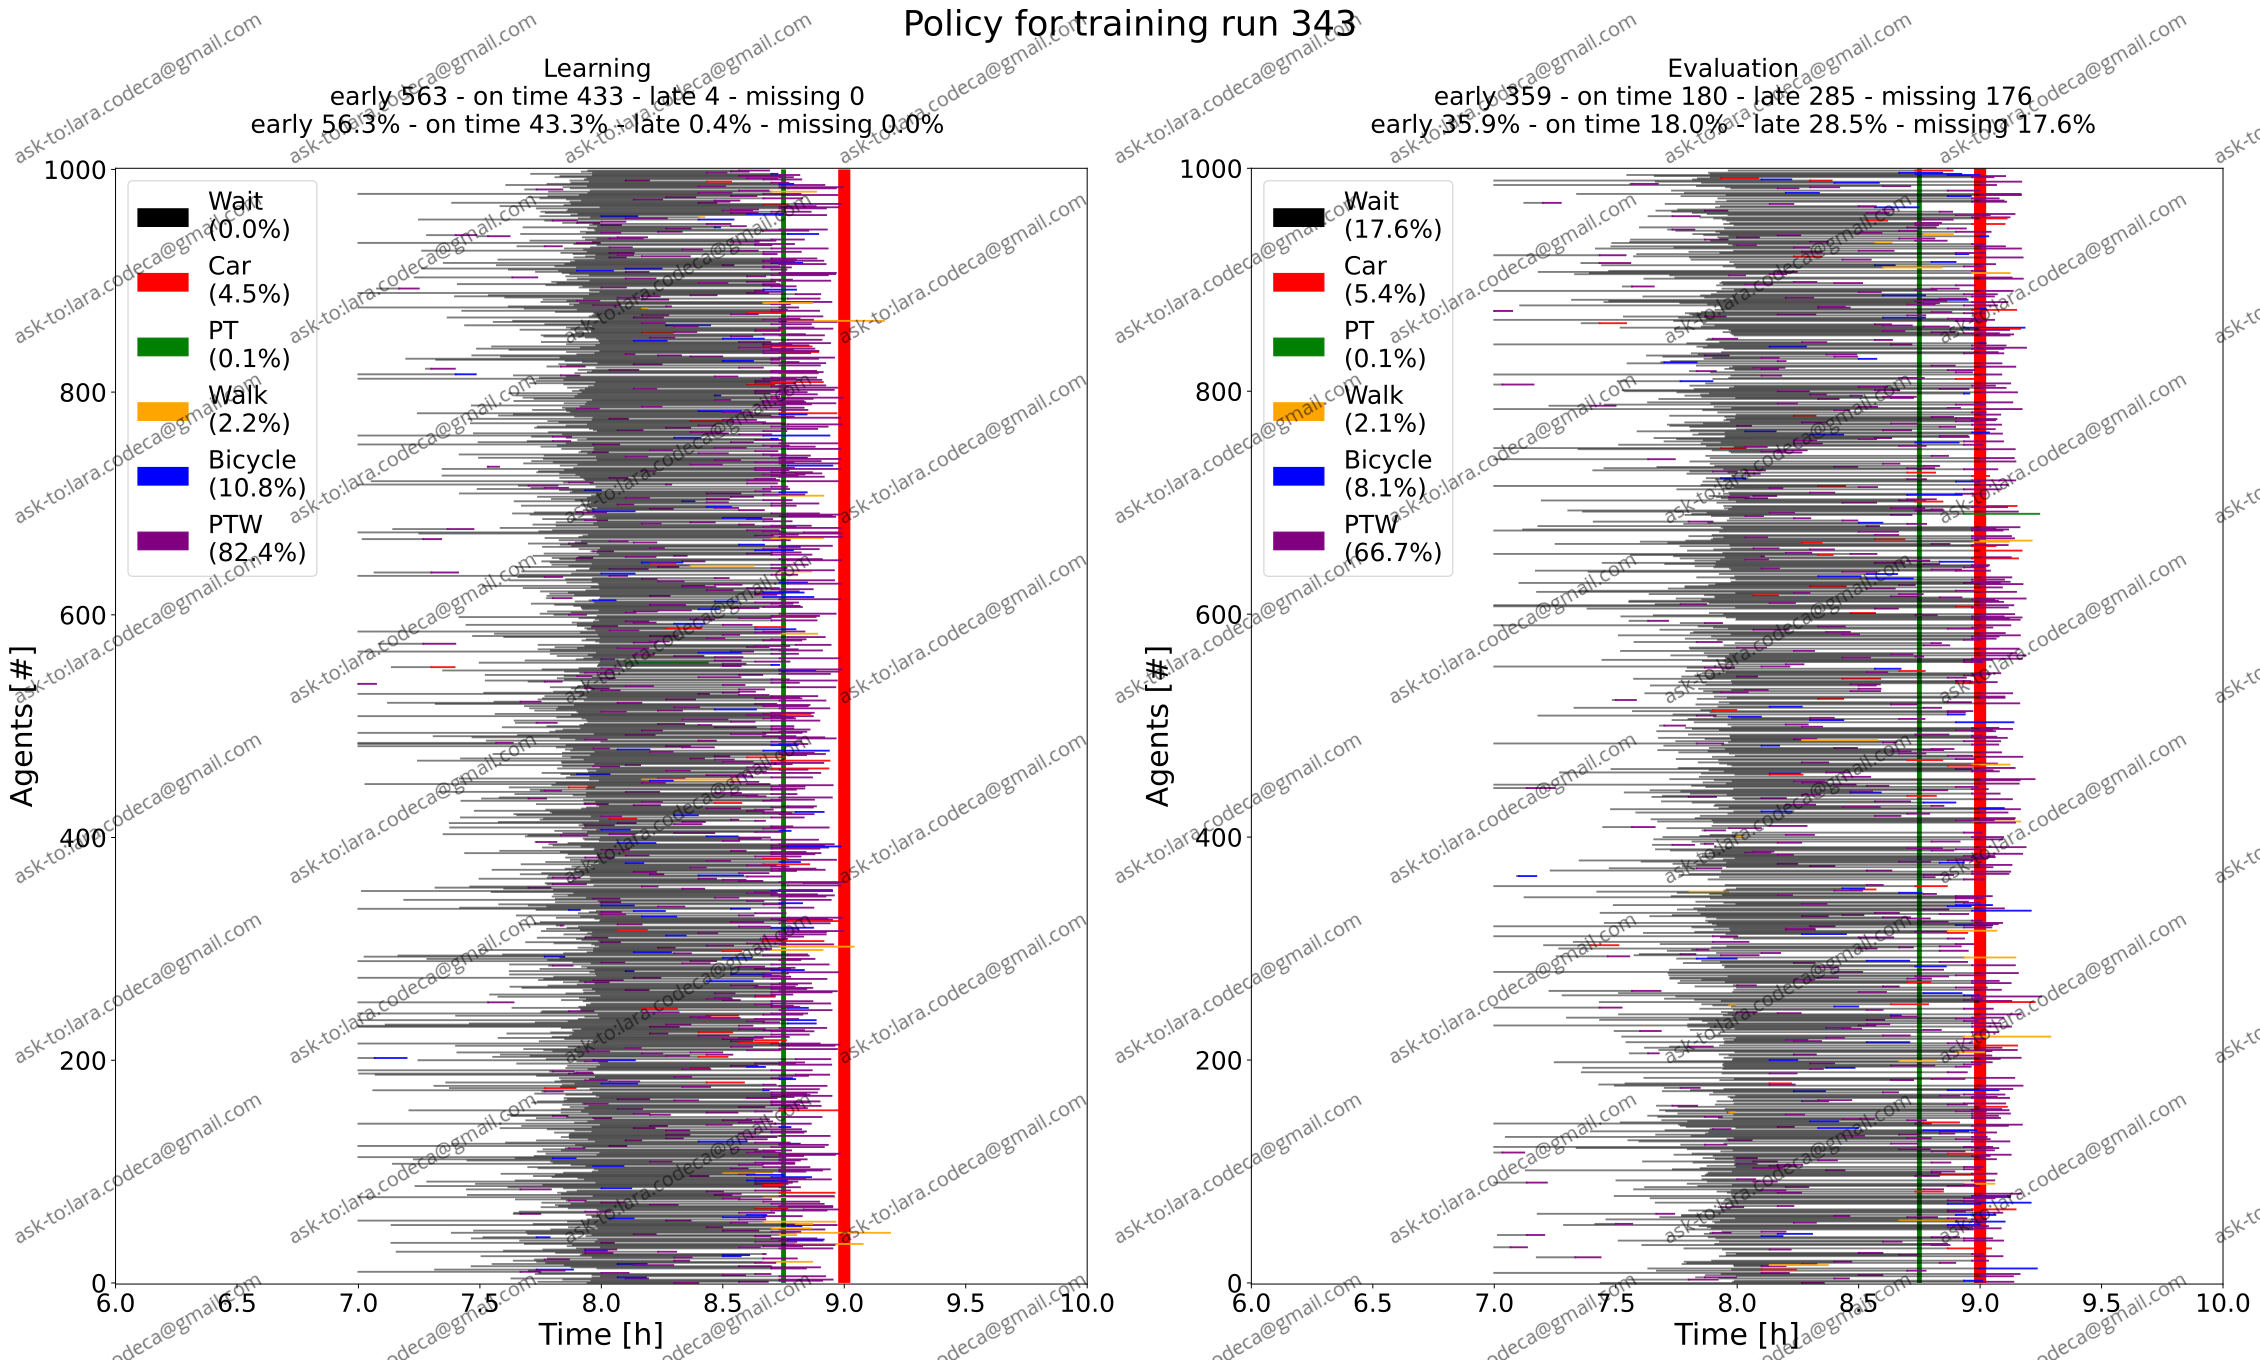 Policy for training run 343
Learning
early 563 - on time 433 - late 4 - missing 0
early 56.3% - on time 43.3% - late 0.4% - missing 0.0%
Evaluation
early 359 - on time 180 - late 285 - missing 176
early 35.9% - on time 18.0% - late 28.5% - missing 17.6%
Agents [#]
1000
800
600
400
200
0
Wait
(0.0%)
Car
(4.5%)
PT
(0.1%)
Walk
(2.2%)
Bicycle
(10.8%)
PTW
(82.4%)
6.0 6.5 7.0 7.5 8.0 8.5 9.0 9.5 10.0
Time [h]
Agents [#]
1000
800
600
400
200
0
Wait
(17.6%)
Car
(5.4%)
PT
(0.1%)
Walk
(2.1%)
Bicycle
(8.1%)
PTW
(66.7%)
6.0 6.5 7.0 7.5 8.0 8.5 9.0 9.5 10.0
Time [h]
ask-to:lara.codeca@gmail.com